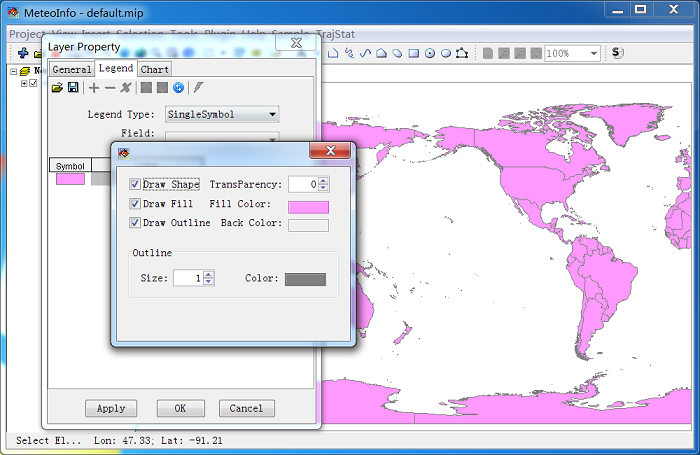 MeteoInfo - default.mip
Project View Insert Selection Tools Plugin Help Sample TrajStat
Layer Property
100%
General Legend Chart
Legend Type: SingleSymbol
Field:
Symbol
Draw Shape TransParency: 0
Draw Fill Fill Color:
Draw Outline Back Color:
Outline
Size: 1 Color:
Apply OK Cancel
Select El... Lon: 47.33; Lat: -91.21